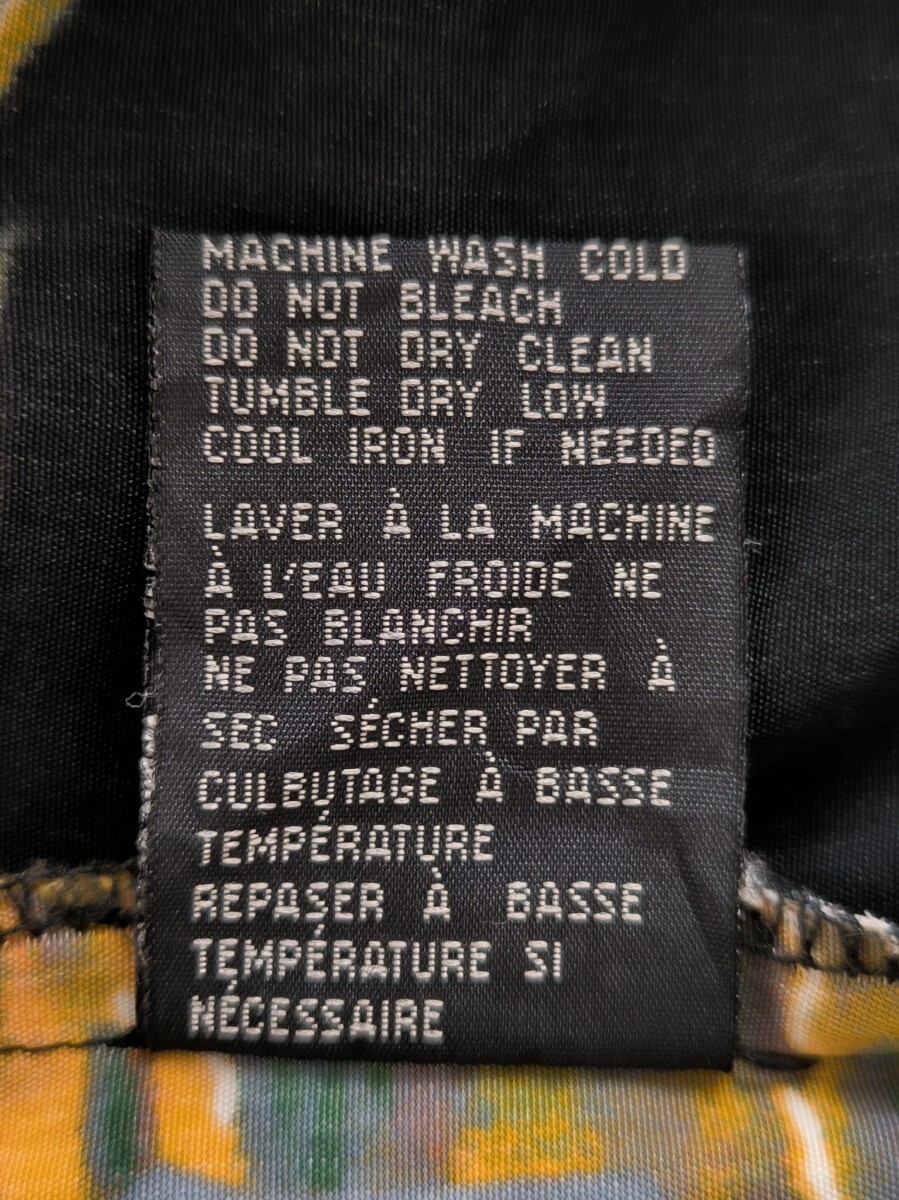 MACHINE WASH COLD
DO NOT BLEACH
DO NOT DRY CLEAN
TUMBLE DRY LOW
COOL IRON IF NEEDED
LAVER À LA MACHINE
À L'EAU FROIDE NE
PAS BLANCHIR
NE PAS NETTOYER À
SEC SÉCHER PAR
CULBUTAGE À BASSE
TEMPÉRATURE
REPASER À BASSE
TEMPÉRATURE SI
NÉCESSAIRE